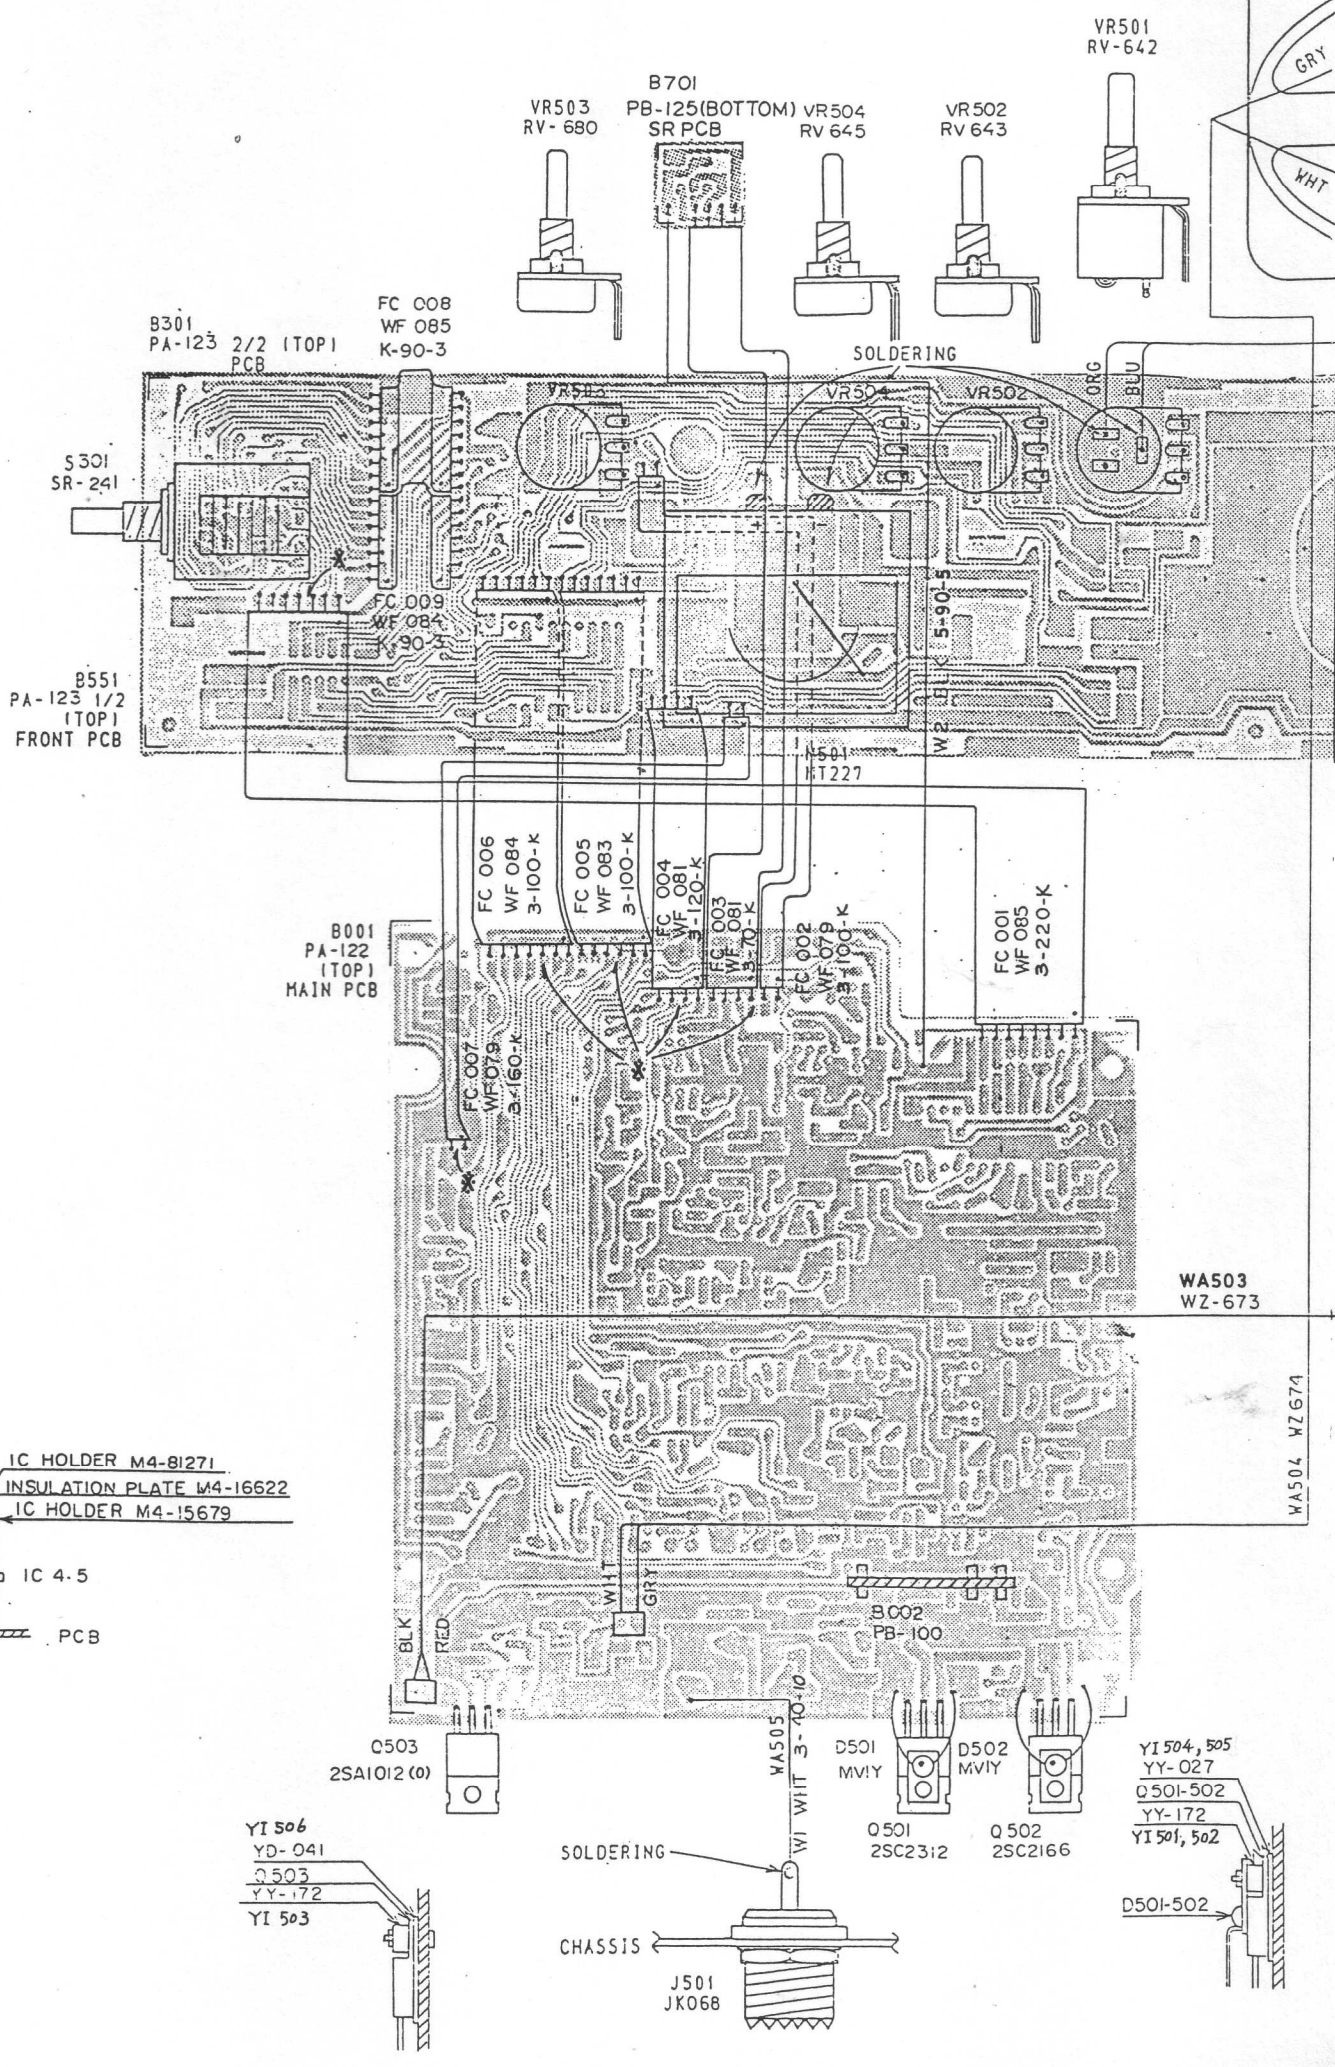 VR501
RV-642
GRY
WHT
B701
PB-125(BOTTOM)
SR PCB
VR503
RV-680
VR504
RV 645
VR502
RV 643
FC 008
WF 085
K-90-3
B301
PA-123 2/2 (TOP)
PCB
SOLDERING
ORG
BLU
VR503
VR504
VR502
S301
SR-241
FC 009
WF 084
K-90-3
W2 BLK 5-90-5
B551
PA-123 1/2
(TOP)
FRONT PCB
M501
MT227
FC 006
WF 084
3-100-K
FC 005
WF 083
3-100-K
FC 004
WF 081
3-120-K
FC 003
WF 081
3-70-K
FC 002
WF 079
3-100-K
FC 001
WF 085
3-220-K
B001
PA-122
(TOP)
MAIN PCB
FC 007
WF 079
3-160-K
WA503
WZ-673
WA504 WZ674
IC HOLDER M4-81271
INSULATION PLATE M4-16622
IC HOLDER M4-15679
IC 4·5
PCB
WHT
GRY
B002
PB-100
BLK
RED
Q503
2SA1012(O)
WA505
W1 WHT 3-40-10
D501
MV1Y
D502
MV1Y
Q501
2SC2312
Q502
2SC2166
YI504, 505
YY-027
Q501-502
YY-172
YI501, 502
D501-502
YI506
YD-041
Q503
YY-172
YI 503
SOLDERING
CHASSIS
J501
JK068